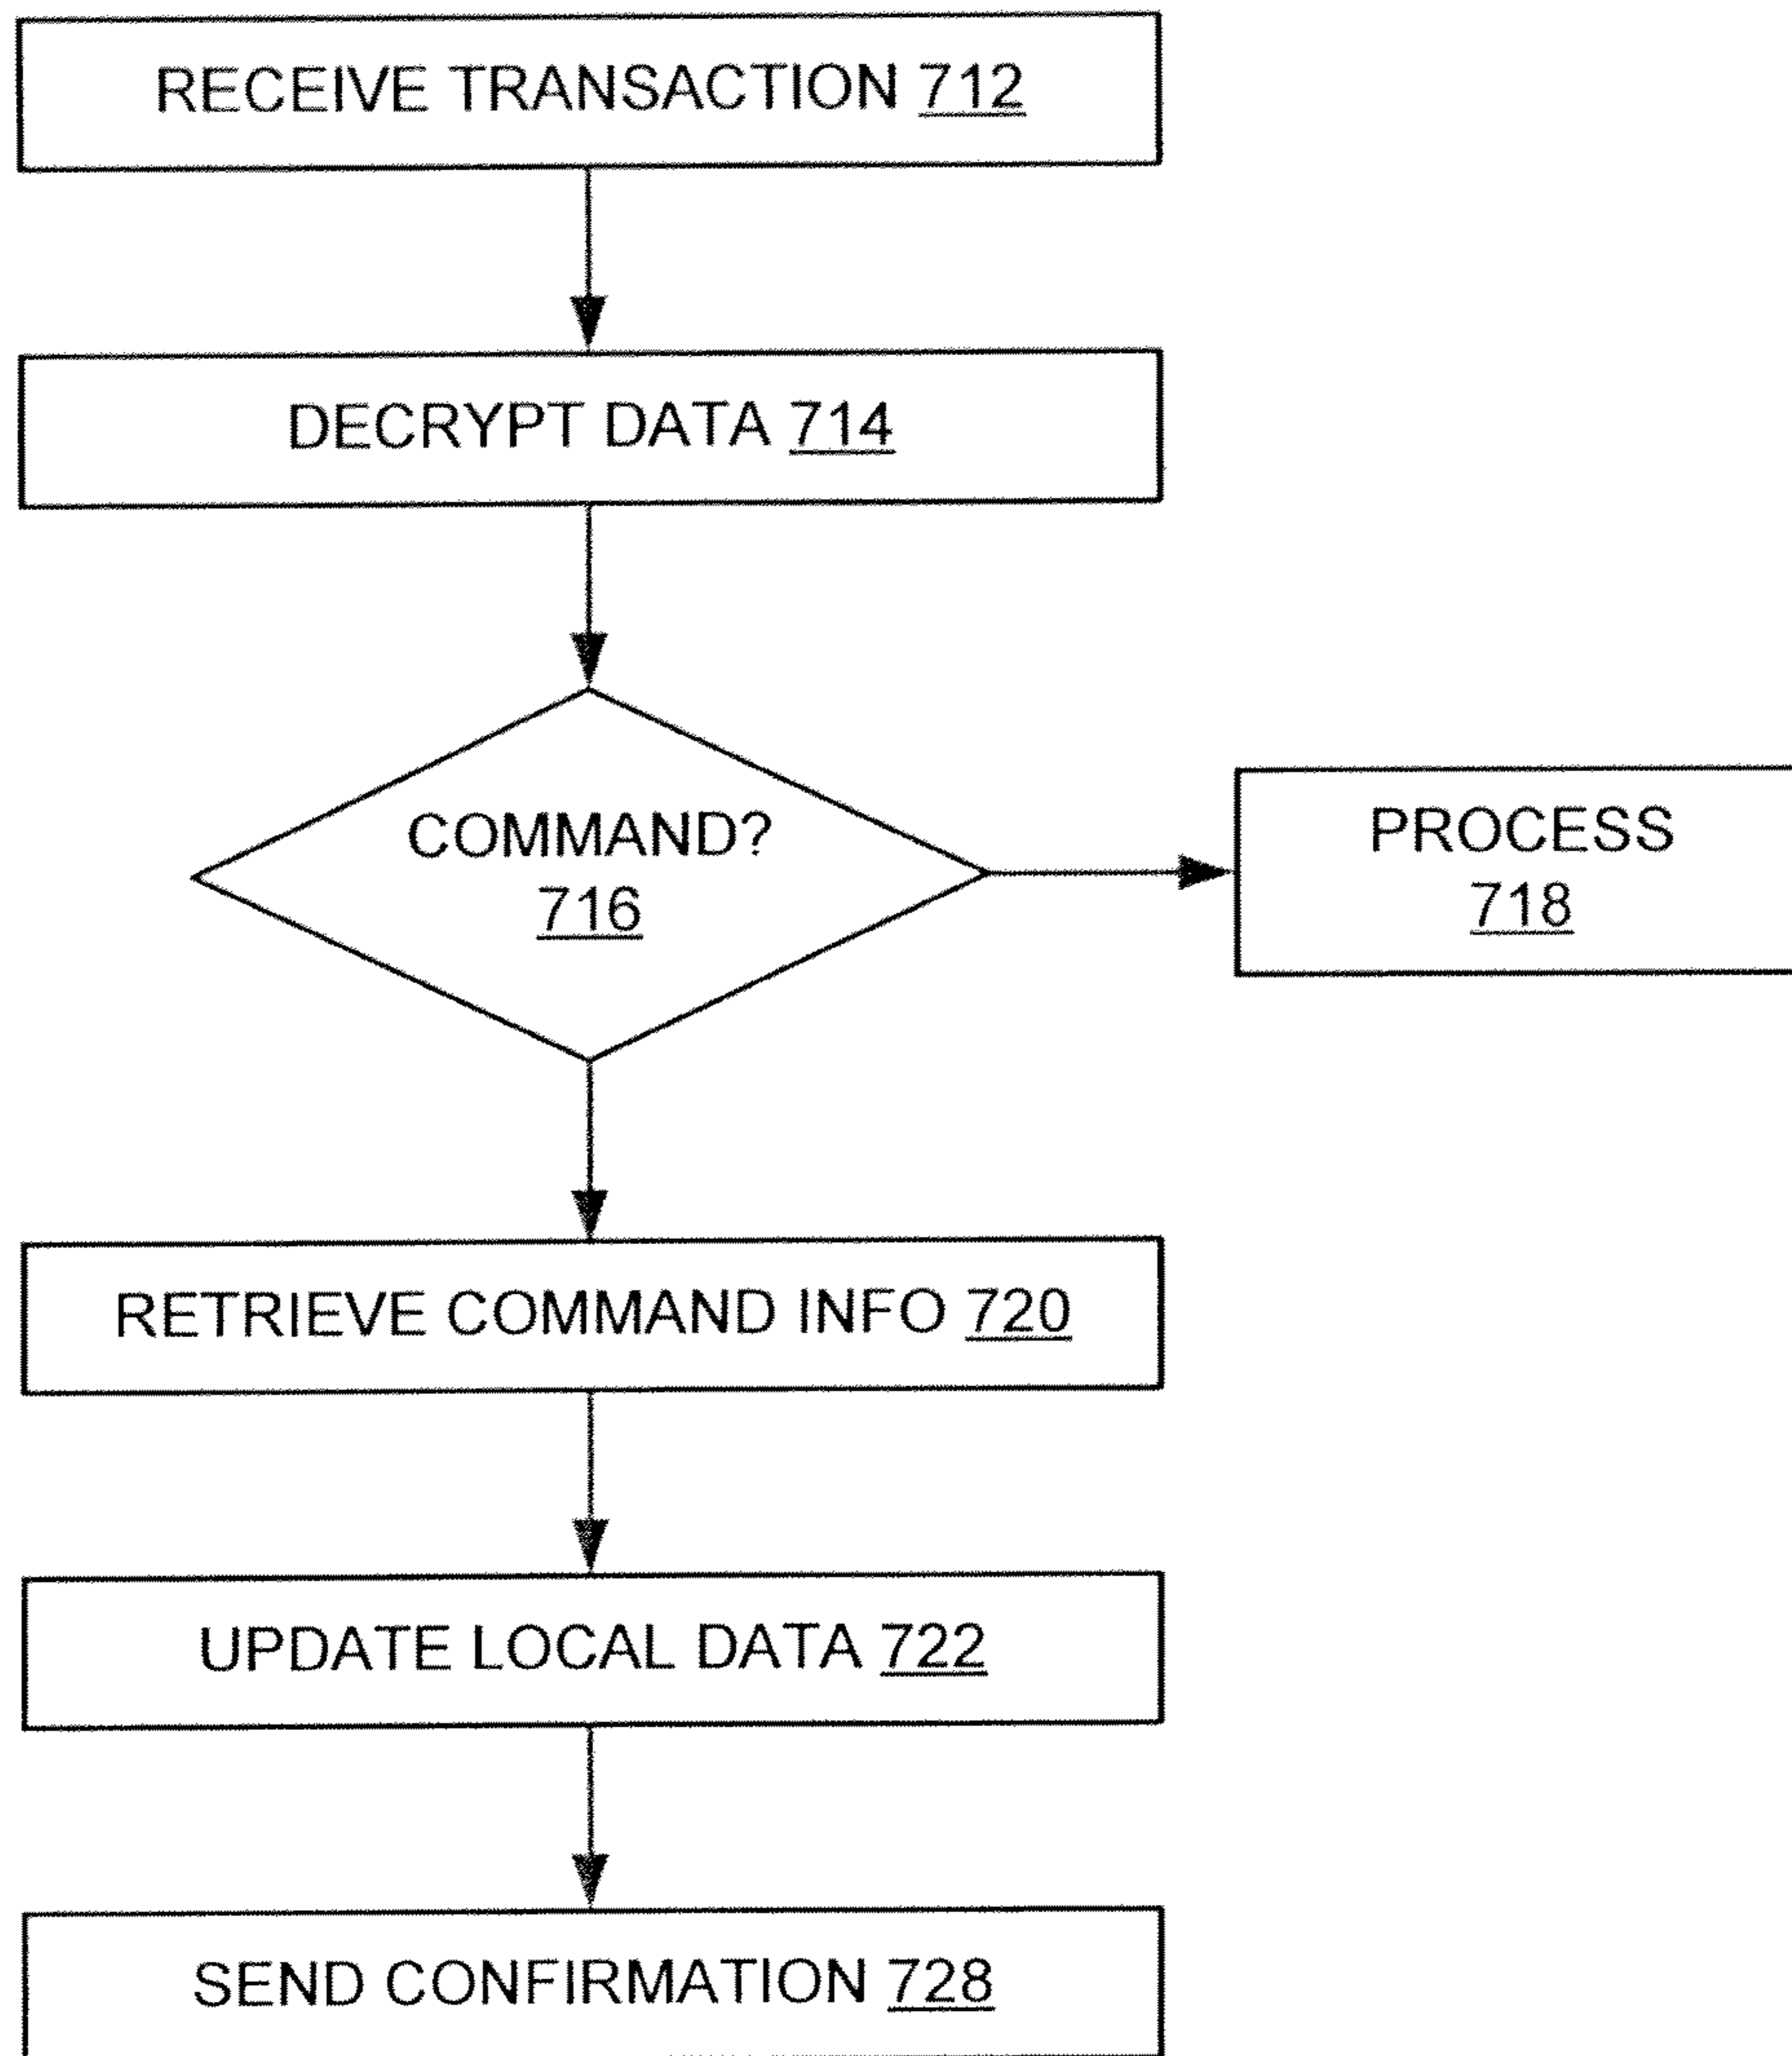 RECEIVE TRANSACTION 712
DECRYPT DATA 714
COMMAND?
716
PROCESS
718
RETRIEVE COMMAND INFO 720
UPDATE LOCAL DATA 722
SEND CONFIRMATION 728